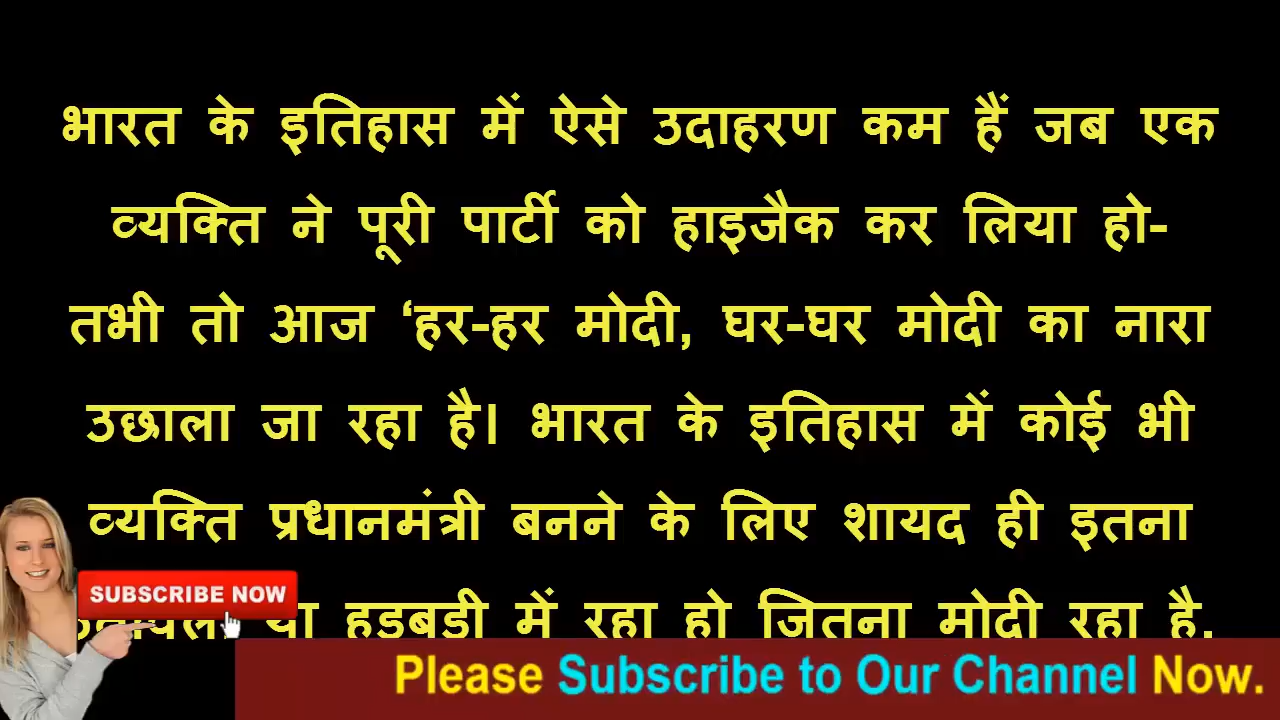 भारत के इतिहास में ऐसे उदाहरण कम हैं जब एक
व्यक्ति ने पूरी पार्टी को हाइजैक कर लिया हो-
तभी तो आज ‘हर-हर मोदी, घर-घर मोदी का नारा
उछाला जा रहा है। भारत के इतिहास में कोई भी
व्यक्ति प्रधानमंत्री बनने के लिए शायद ही इतना
या हडबडी में रहा हो जितना मोदी रहा है.
SUBSCRIBE NOW
Please Subscribe to Our Channel Now.